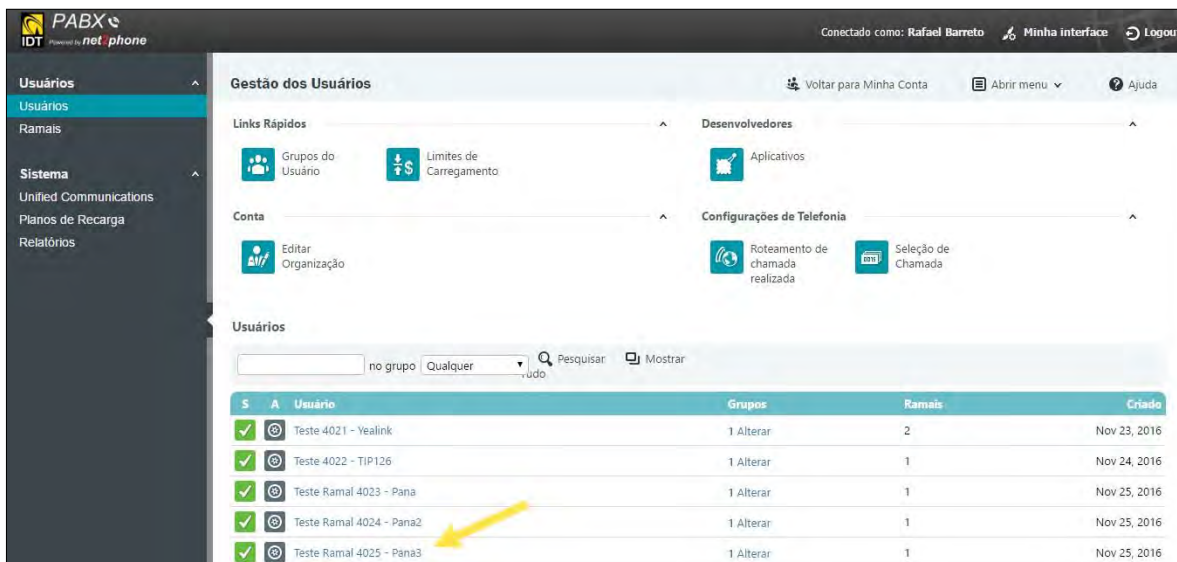 PABX
IDT Powered by net2phone
Conectado como: Rafael Barreto Minha interface Logou
Usuários
Usuários
Ramais
Sistema
Unified Communications
Planos de Recarga
Relatórios
Gestão dos Usuários
Voltar para Minha Conta Abrir menu Ajuda
Links Rápidos
Grupos do
Usuário
Limites de
Carregamento
Desenvolvedores
Aplicativos
Conta
Editar
Organização
Configurações de Telefonia
Roteamento de
chamada
realizada
Seleção de
Chamada
Usuários
no grupo Qualquer Pesquisar Mostrar
Tudo
S A Usuário Grupos Ramais Criado
Teste 4021 - Yealink 1 Alterar 2 Nov 23, 2016
Teste 4022 - TIP126 1 Alterar 1 Nov 24, 2016
Teste Ramal 4023 - Pana 1 Alterar 1 Nov 25, 2016
Teste Ramal 4024 - Pana2 1 Alterar 1 Nov 25, 2016
Teste Ramal 4025 - Pana3 1 Alterar 1 Nov 25, 2016